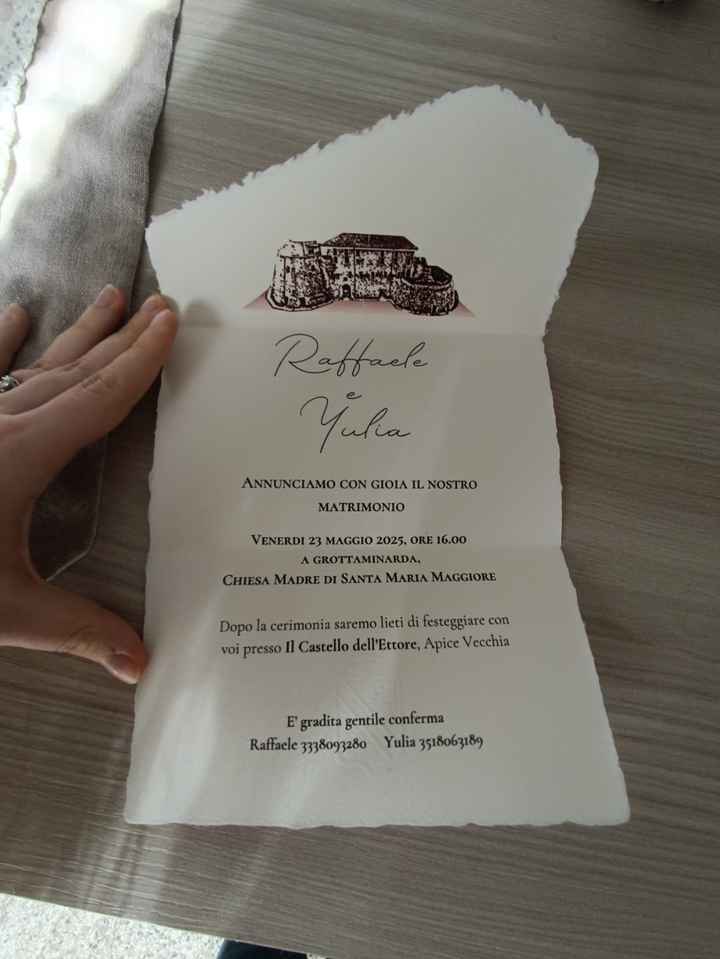 Raffaele
e
Yulia
Annunciamo con gioia il nostro
matrimonio
Venerdi 23 maggio 2025, ore 16.00
a grottaminarda,
Chiesa Madre di Santa Maria Maggiore
Dopo la cerimonia saremo lieti di festeggiare con
voi presso Il Castello dell'Ettore, Apice Vecchia
E' gradita gentile conferma
Raffaele 3338093280 Yulia 3518063189